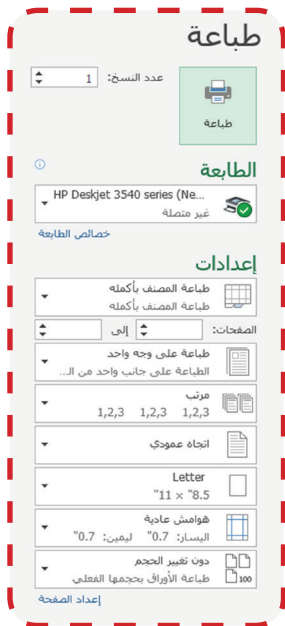 طباعة
عدد النسخ: 1
طباعة
الطابعة
HP Deskjet 3540 series (Ne...
غير متصلة
خصائص الطابعة
إعدادات
طباعة المصنف بأكمله
طباعة المصنف بأكمله
الصفحات: إلى
طباعة على وجه واحد
الطباعة على جانب واحد من الـ...
مرتب
1,2,3 1,2,3 1,2,3
اتجاه عمودي
Letter
8.5" × 11"
هوامش عادية
اليسار: 0.7" ليمين: 0.7"
دون تغيير الحجم
طباعة الأوراق بحجمها الفعلي
100
إعداد الصفحة